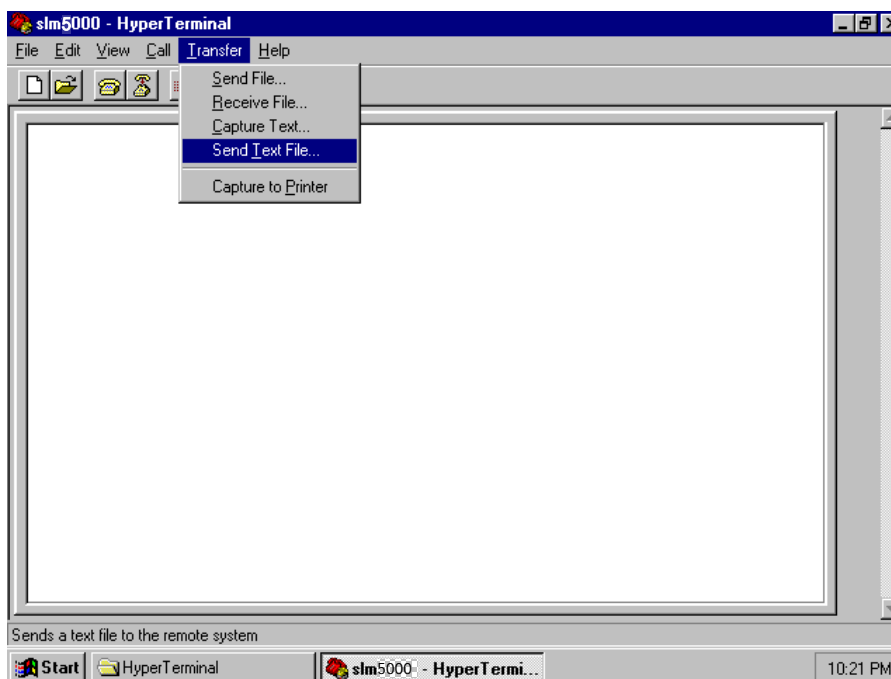 slm5000 - HyperTerminal
File Edit View Call Transfer Help
Send File...
Receive File...
Capture Text...
Send Text File...
Capture to Printer
Sends a text file to the remote system
Start HyperTerminal slm5000 - HyperTermi... 10:21 PM